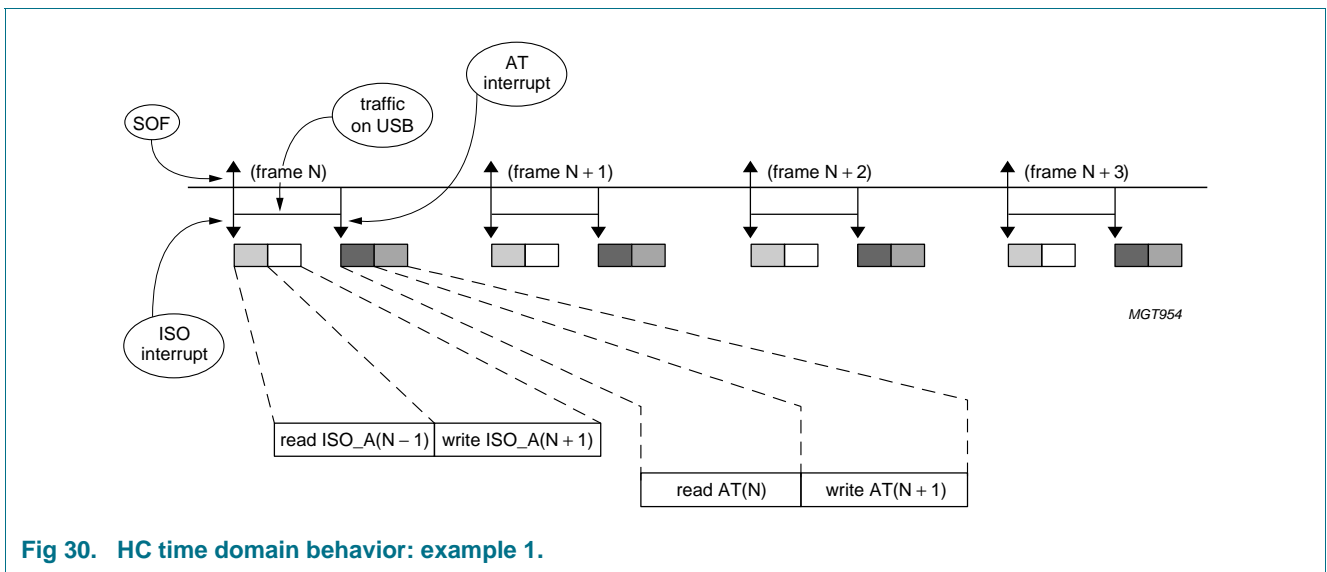 AT
interrupt
traffic
on USB
SOF
(frame N)
(frame N + 1)
(frame N + 2)
(frame N + 3)
MGT954
ISO
interrupt
read ISO_A(N − 1)
write ISO_A(N + 1)
read AT(N)
write AT(N + 1)
Fig 30. HC time domain behavior: example 1.